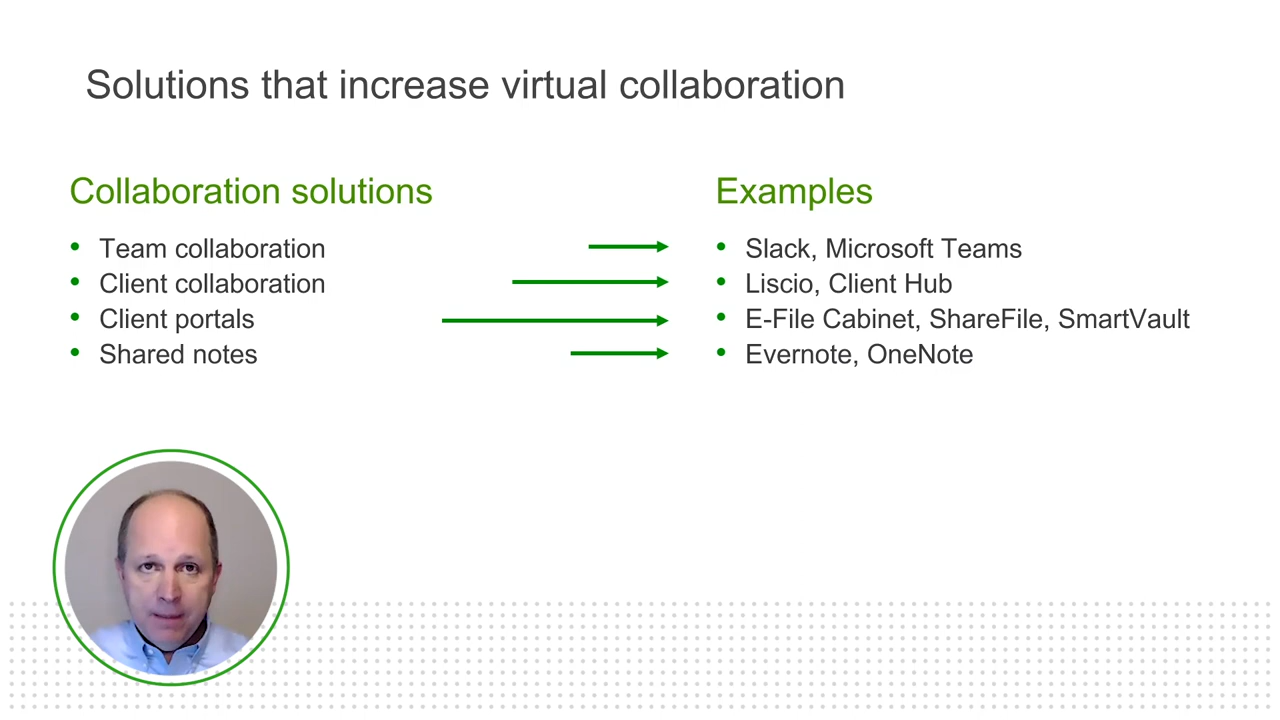 Solutions that increase virtual collaboration
Collaboration solutions
• Team collaboration
• Client collaboration
• Client portals
• Shared notes
Examples
• Slack, Microsoft Teams
• Liscio, Client Hub
• E-File Cabinet, ShareFile, SmartVault
• Evernote, OneNote